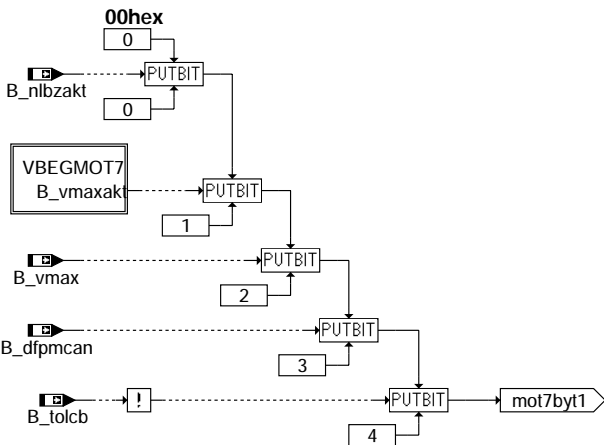 00hex
0
PUTBIT
B_nlbzakt
0
VBEGMOT7
B_vmaxakt
PUTBIT
1
PUTBIT
B_vmax
2
PUTBIT
B_dfpmcan
3
!
PUTBIT
mot7byt1
B_tolcb
4